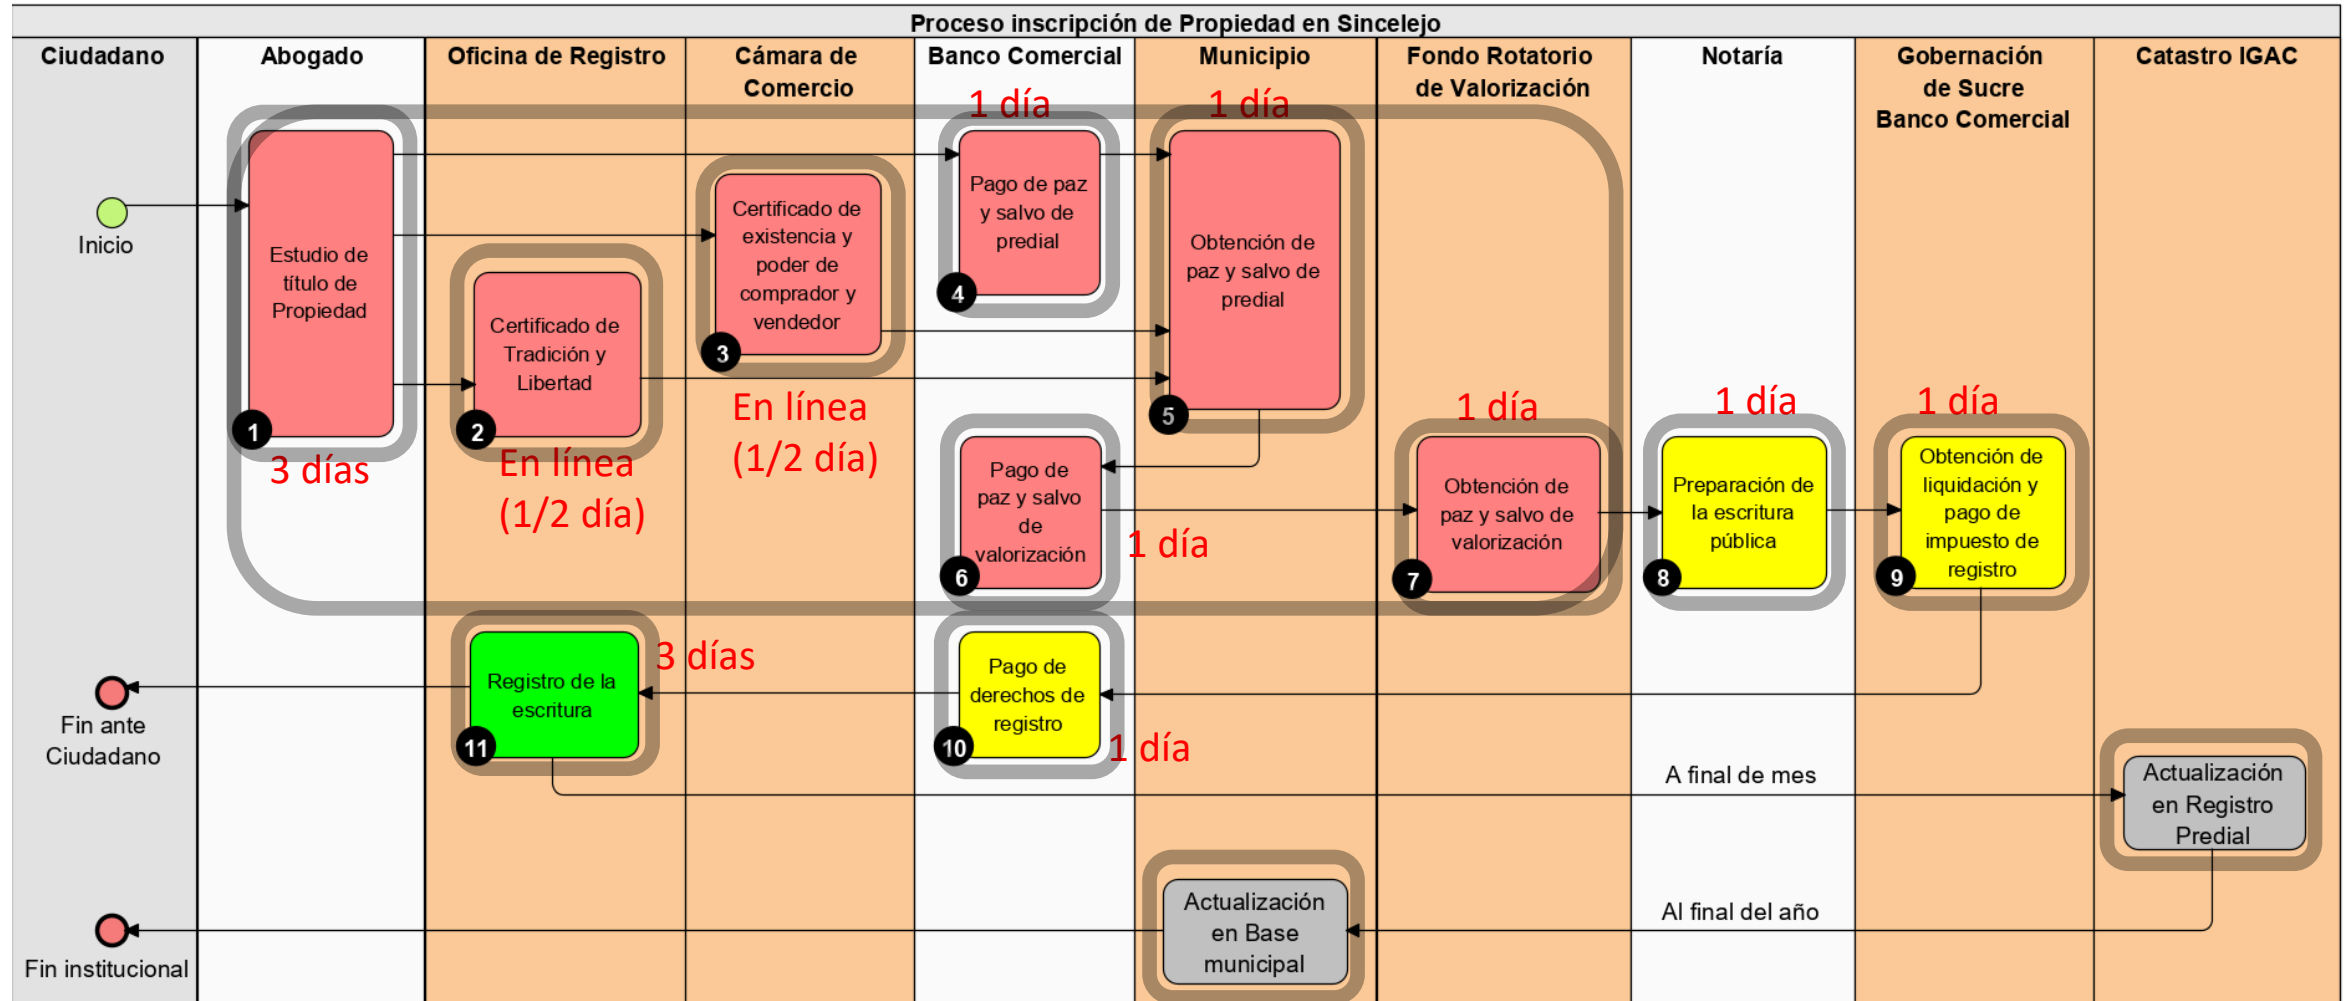 Proceso inscripción de Propiedad en Sincelejo
Ciudadano
Abogado
Oficina de Registro
Cámara de
Comercio
Banco Comercial
Municipio
Fondo Rotatorio
de Valorización
Notaría
Gobernación
de Sucre
Banco Comercial
Catastro IGAC
Inicio
Estudio de
título de
Propiedad
1
3 días
Certificado de
Tradición y
Libertad
2
En línea
(1/2 día)
Certificado de
existencia y
poder de
comprador y
vendedor
3
En línea
(1/2 día)
1 día
Pago de paz
y salvo de
predial
4
1 día
Obtención de
paz y salvo de
predial
5
Pago de
paz y salvo
de
valorización
6
1 día
1 día
Obtención de
paz y salvo de
valorización
7
1 día
Preparación de
la escritura
pública
8
1 día
Obtención de
liquidación y
pago de
impuesto de
registro
9
Pago de
derechos de
registro
10
1 día
Registro de la
escritura
11
3 días
Fin ante
Ciudadano
A final de mes
Actualización
en Registro
Predial
Al final del año
Actualización
en Base
municipal
Fin institucional